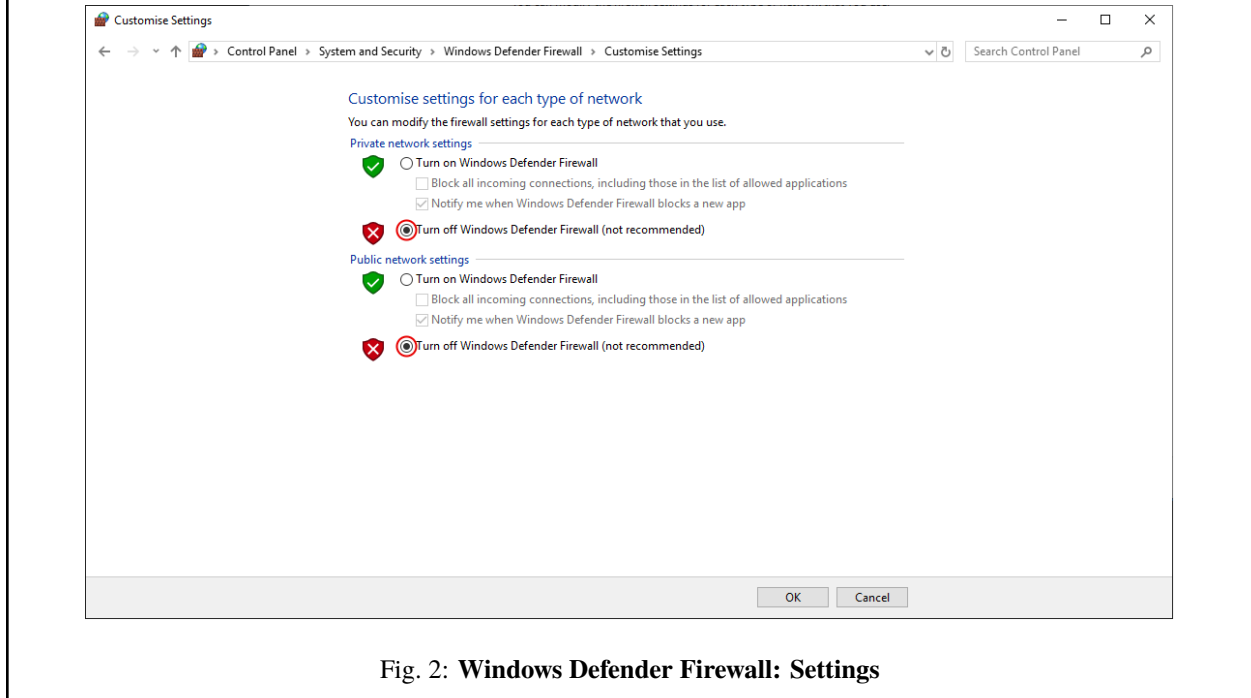 Customise Settings
Control Panel > System and Security > Windows Defender Firewall > Customise Settings
Search Control Panel
Customise settings for each type of network
You can modify the firewall settings for each type of network that you use.
Private network settings
Turn on Windows Defender Firewall
Block all incoming connections, including those in the list of allowed applications
Notify me when Windows Defender Firewall blocks a new app
Turn off Windows Defender Firewall (not recommended)
Public network settings
Turn on Windows Defender Firewall
Block all incoming connections, including those in the list of allowed applications
Notify me when Windows Defender Firewall blocks a new app
Turn off Windows Defender Firewall (not recommended)
OK
Cancel
Fig. 2: Windows Defender Firewall: Settings